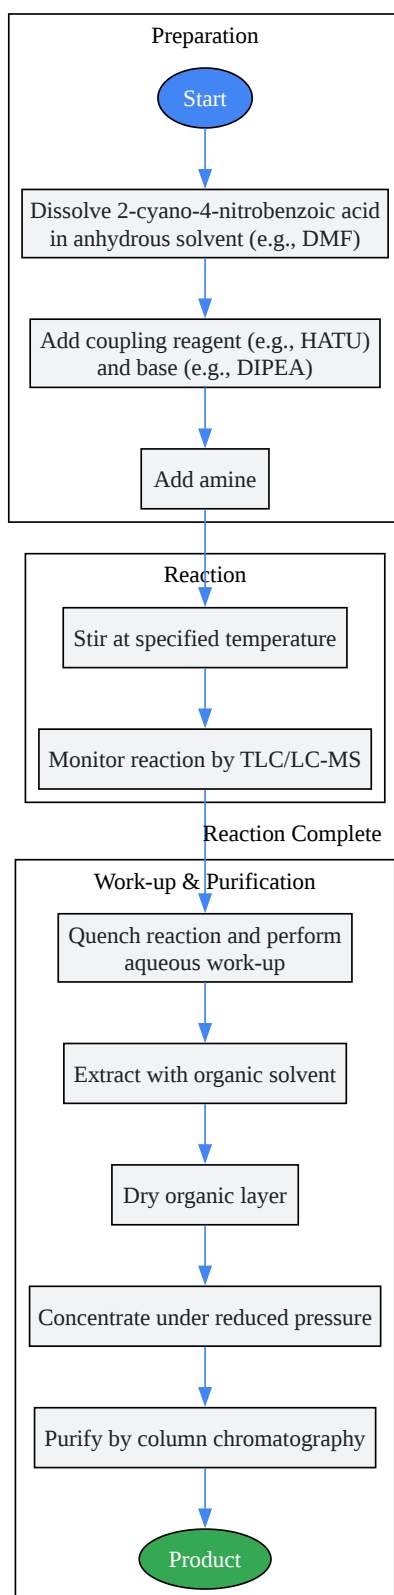 Preparation
Start
Dissolve 2-cyano-4-nitrobenzoic acid
in anhydrous solvent (e.g., DMF)
Add coupling reagent (e.g., HATU)
and base (e.g., DIPEA)
Add amine
Reaction
Stir at specified temperature
Monitor reaction by TLC/LC-MS
Reaction Complete
Work-up & Purification
Quench reaction and perform
aqueous work-up
Extract with organic solvent
Dry organic layer
Concentrate under reduced pressure
Purify by column chromatography
Product